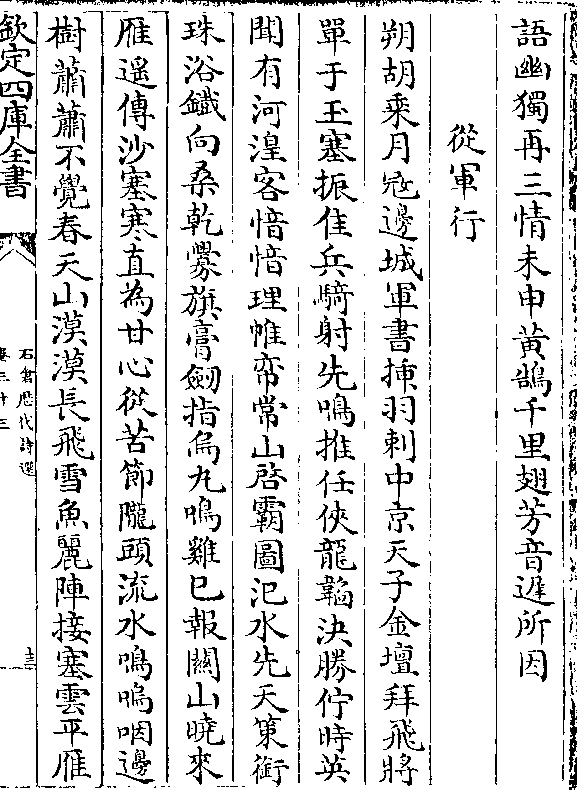 語幽獨再三情未申黃鵠千里翅芳音遲所因
從軍行
朔胡乘月寇邊城軍書揷羽刺中京天子金壇拜飛將
單于玉塞振佳兵騎射先鳴推任俠龍韜決勝佇時英
聞有河湟客愔愔理帷帟常山啓霸圖汜水先天策銜
珠浴鐵向桑乾釁旗膏劒指烏丸鳴雞已報關山曉來
雁遥傳沙塞寒直為甘心從苦節隴頭流水鳴嗚咽邊
樹蕭蕭不覺春天山漠漠長飛雪魚麗陣接塞雲平雁
欽定四庫全書
石倉歷代詩選
卷二十三